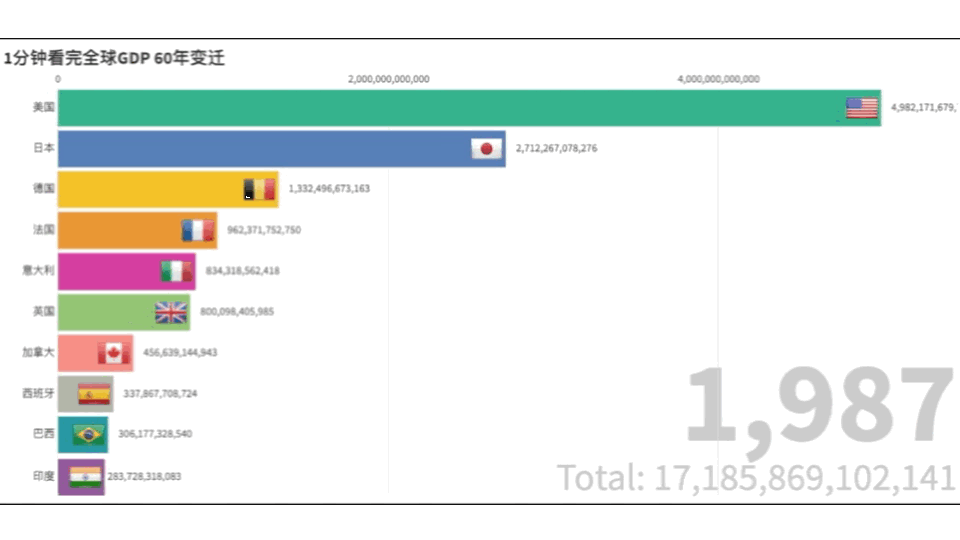 1分钟看完全球GDP 60年变迁
0 2,000,000,000,000 4,000,000,000,000
美国 4,982,171,679,
日本 2,712,267,078,276
德国 1,332,496,673,163
法国 962,371,752,750
意大利 834,318,562,418
英国 800,098,405,985
加拿大 456,639,144,943
西班牙 337,867,708,724
巴西 306,177,328,540
印度 283,728,318,083
1,987
Total: 17,185,869,102,141